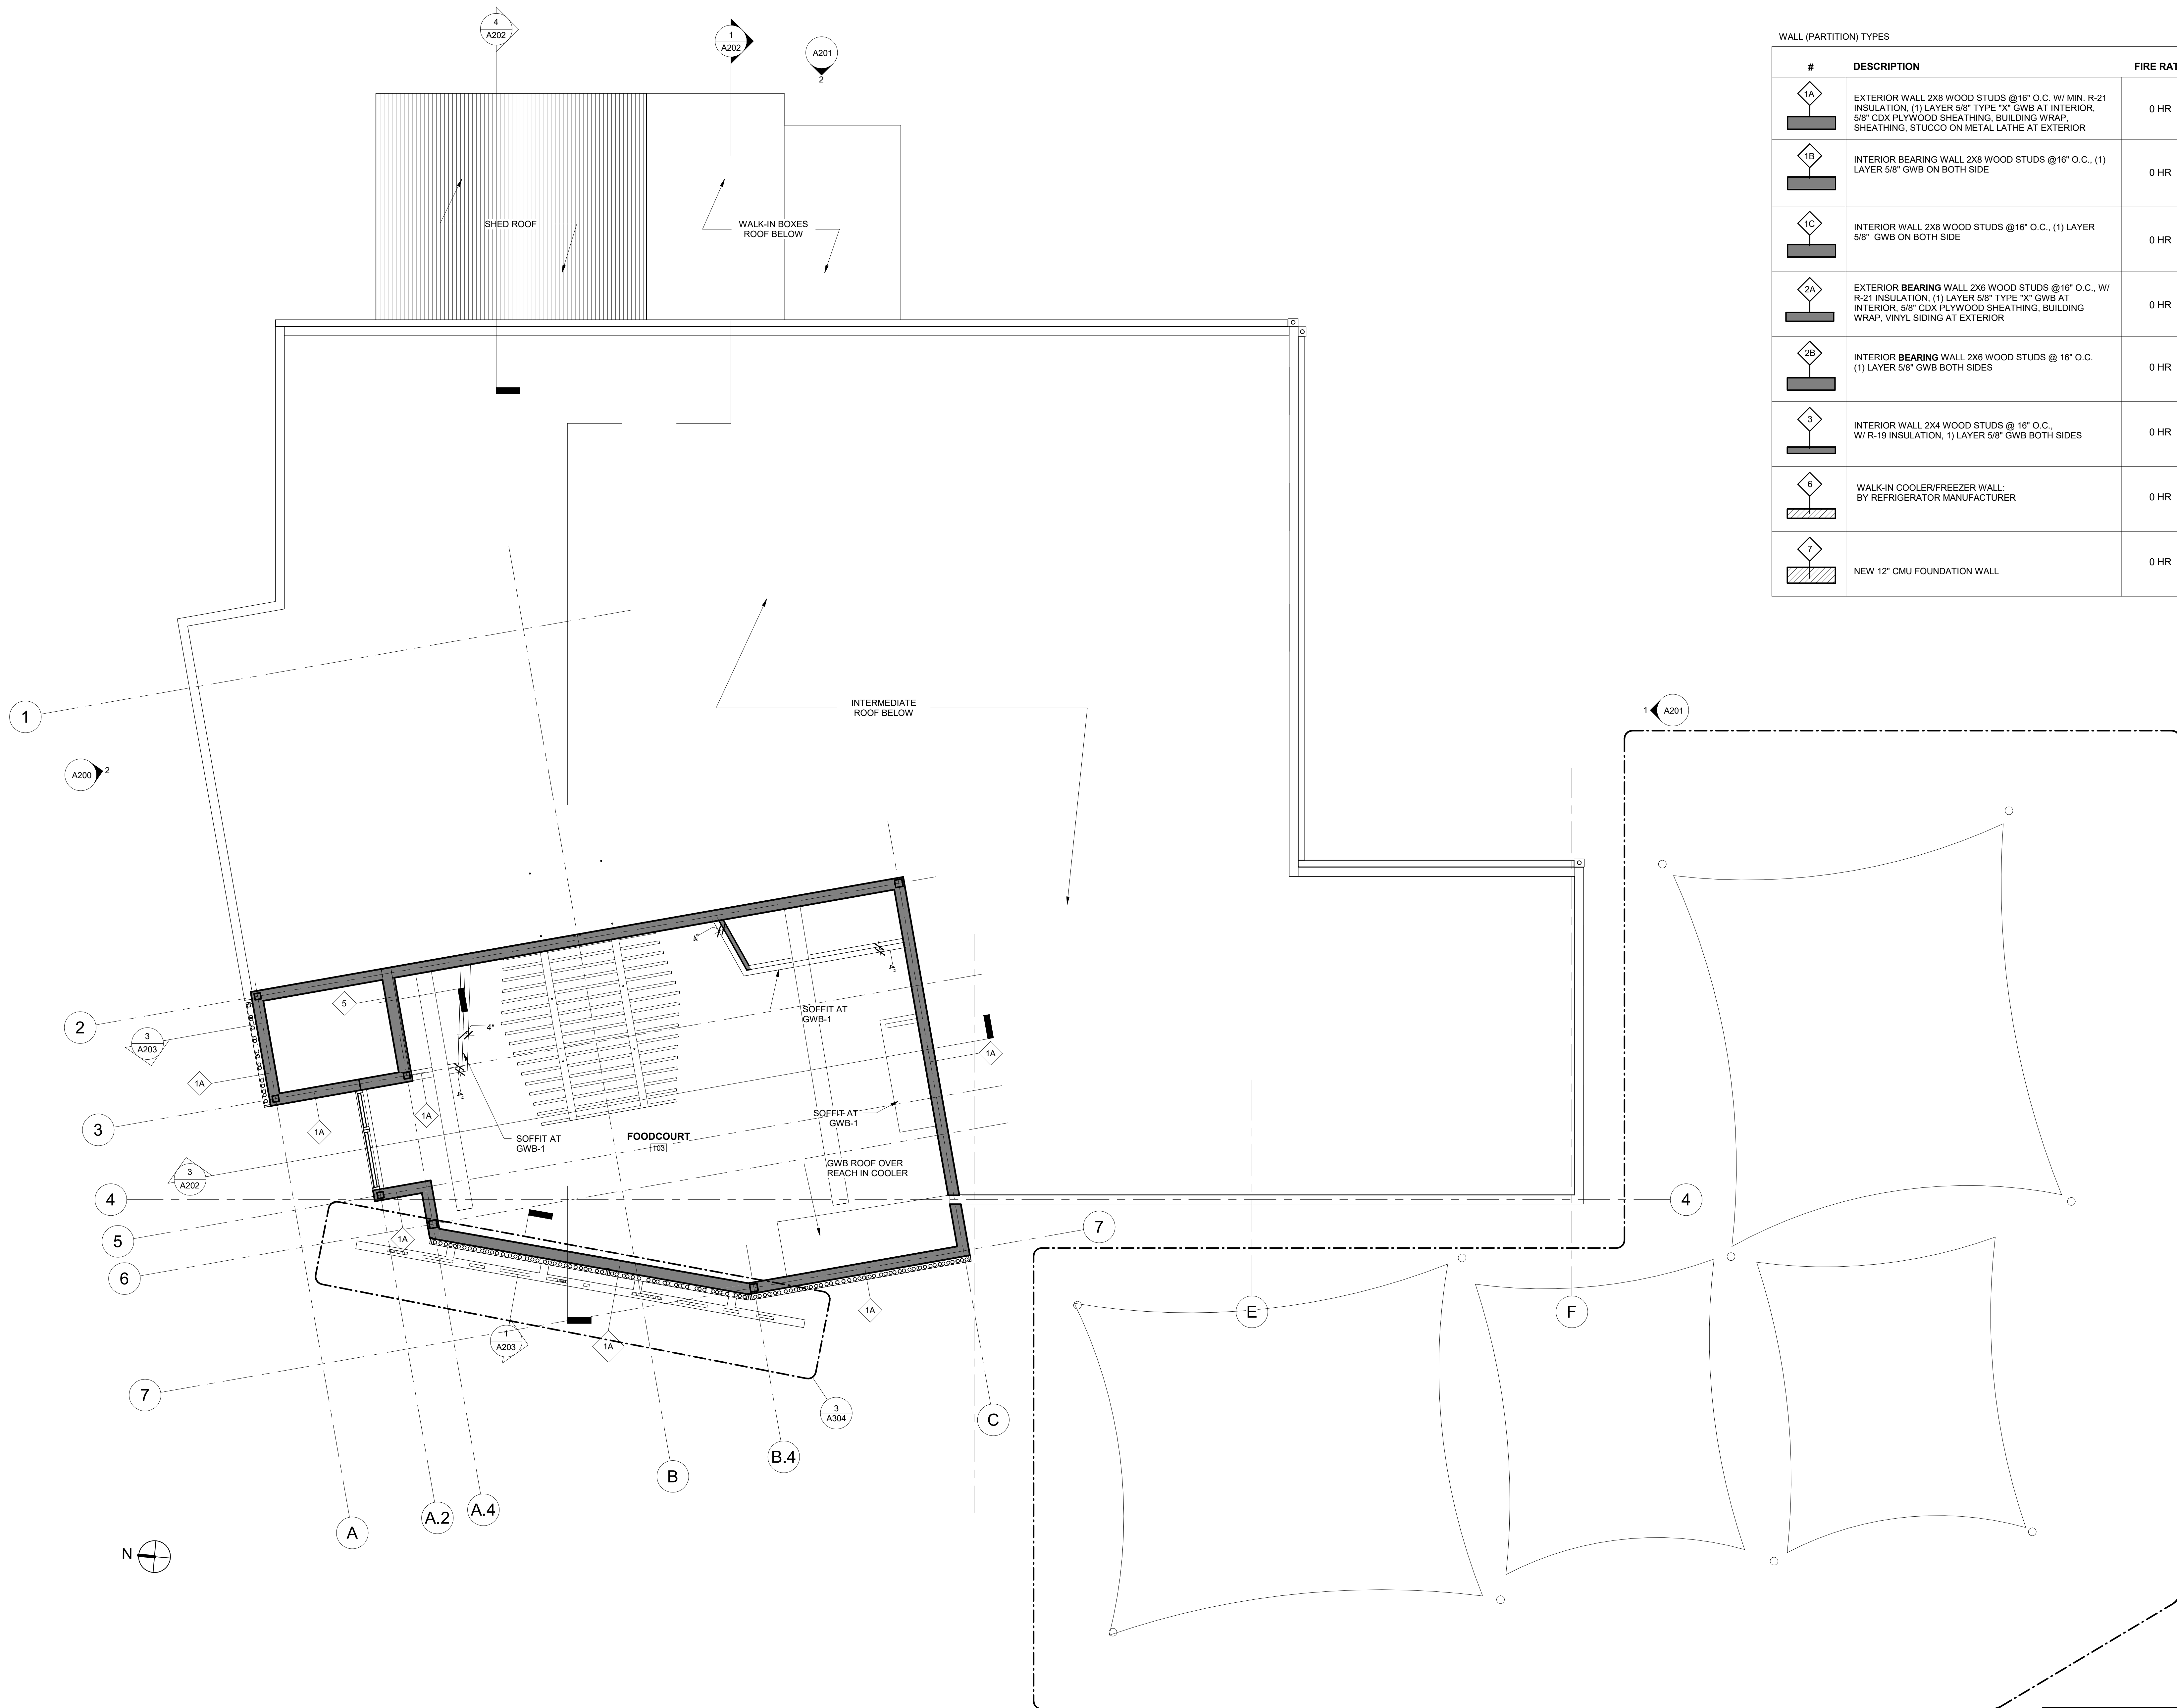 4
A202
1
A202
A201
2
WALL (PARTITION) TYPES
#
DESCRIPTION
FIRE RAT
1A
EXTERIOR WALL 2X8 WOOD STUDS @16" O.C. W/ MIN. R-21
INSULATION, (1) LAYER 5/8" TYPE "X" GWB AT INTERIOR,
5/8" CDX PLYWOOD SHEATHING, BUILDING WRAP,
SHEATHING, STUCCO ON METAL LATHE AT EXTERIOR
0 HR
1B
INTERIOR BEARING WALL 2X8 WOOD STUDS @16" O.C., (1)
LAYER 5/8" GWB ON BOTH SIDE
0 HR
1C
INTERIOR WALL 2X8 WOOD STUDS @16" O.C., (1) LAYER
5/8" GWB ON BOTH SIDE
0 HR
2A
EXTERIOR BEARING WALL 2X6 WOOD STUDS @16" O.C., W/
R-21 INSULATION, (1) LAYER 5/8" TYPE "X" GWB AT
INTERIOR, 5/8" CDX PLYWOOD SHEATHING, BUILDING
WRAP, VINYL SIDING AT EXTERIOR
0 HR
2B
INTERIOR BEARING WALL 2X6 WOOD STUDS @ 16" O.C.
(1) LAYER 5/8" GWB BOTH SIDES
0 HR
3
INTERIOR WALL 2X4 WOOD STUDS @ 16" O.C.,
W/ R-19 INSULATION, 1) LAYER 5/8" GWB BOTH SIDES
0 HR
6
WALK-IN COOLER/FREEZER WALL:
BY REFRIGERATOR MANUFACTURER
0 HR
7
NEW 12" CMU FOUNDATION WALL
0 HR
SHED ROOF
WALK-IN BOXES
ROOF BELOW
INTERMEDIATE
ROOF BELOW
1
A201
1
A200
2
4"
4"
5
SOFFIT AT
GWB-1
2
4"
3
A203
1A
1A
4"
1A
1A
3
SOFFIT AT
GWB-1
SOFFIT AT
GWB-1
FOODCOURT
103
GWB ROOF OVER
REACH IN COOLER
3
A202
4
4
5
1A
7
6
1A
E
F
1
A203
1A
7
3
A304
C
B.4
B
A.4
A.2
A
N